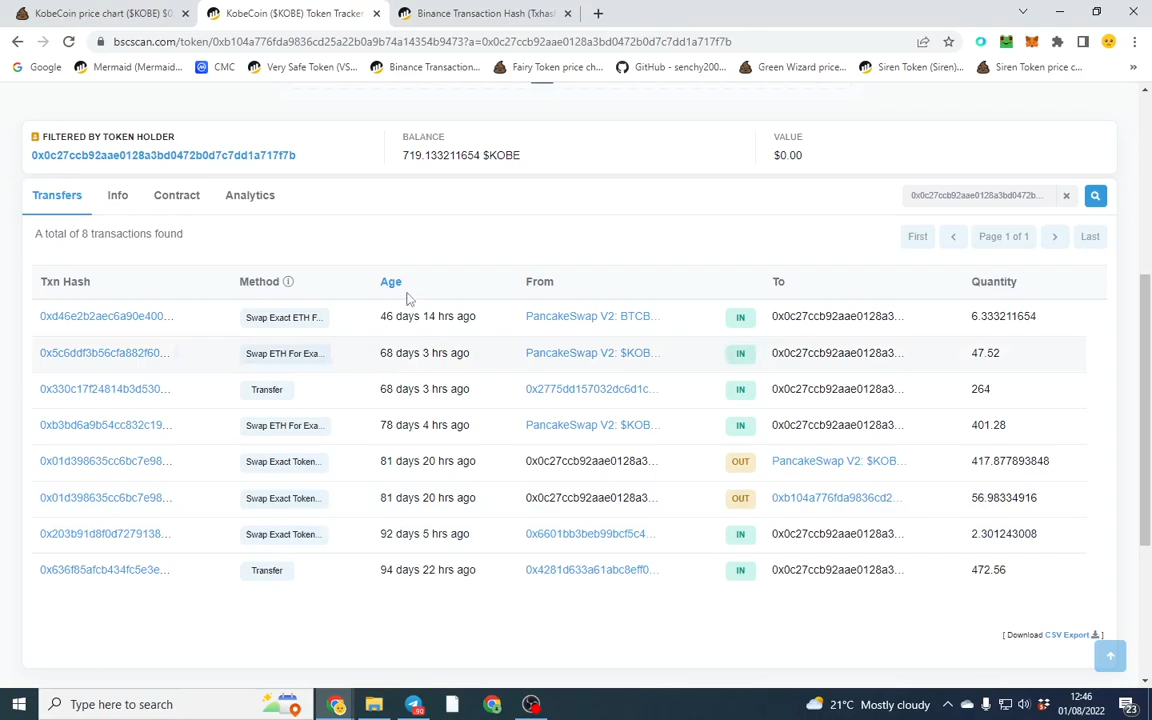 KobeCoin price chart ($KOBE) $0
KobeCoin ($KOBE) Token Tracker
Binance Transaction Hash (Txhas
bscscan.com/token/0xb104a776fda9836cd25a22b0a9b74a14354b9473?a=0x0c27ccb92aae0128a3bd0472b0d7c7dd1a717f7b
Google Mermaid (Mermaid... CMC Very Safe Token (VS... Binance Transaction... Fairy Token price ch... GitHub - senchy200... Green Wizard price... Siren Token (Siren)... Siren Token price c... »
FILTERED BY TOKEN HOLDER BALANCE VALUE
0x0c27ccb92aae0128a3bd0472b0d7c7dd1a717f7b 719.133211654 $KOBE $0.00
Transfers Info Contract Analytics 0x0c27ccb92aae0128a3bd0472b...
A total of 8 transactions found First Page 1 of 1 Last
Txn Hash Method Age From To Quantity
0xd46e2b2aec6a90e400... Swap Exact ETH F... 46 days 14 hrs ago PancakeSwap V2: BTCB... IN 0x0c27ccb92aae0128a3... 6.333211654
0x5c6ddf3b56cfa882f60... Swap ETH For Exa... 68 days 3 hrs ago PancakeSwap V2: $KOB... IN 0x0c27ccb92aae0128a3... 47.52
0x330c17f24814b3d530... Transfer 68 days 3 hrs ago 0x2775dd157032dc6d1c... IN 0x0c27ccb92aae0128a3... 264
0xb3bd6a9b54cc832c19... Swap ETH For Exa... 78 days 4 hrs ago PancakeSwap V2: $KOB... IN 0x0c27ccb92aae0128a3... 401.28
0x01d398635cc6bc7e98... Swap Exact Token... 81 days 20 hrs ago 0x0c27ccb92aae0128a3... OUT PancakeSwap V2: $KOB... 417.877893848
0x01d398635cc6bc7e98... Swap Exact Token... 81 days 20 hrs ago 0x0c27ccb92aae0128a3... OUT 0xb104a776fda9836cd2... 56.98334916
0x203b91d8f0d7279138... Swap Exact Token... 92 days 5 hrs ago 0x6601bb3beb99bcf5c4... IN 0x0c27ccb92aae0128a3... 2.301243008
0x636f85afcb434fc5e3e... Transfer 94 days 22 hrs ago 0x4281d633a61abc8eff0... IN 0x0c27ccb92aae0128a3... 472.56
[ Download CSV Export ]
Type here to search 90 21°C Mostly cloudy 12:46
01/08/2022 23